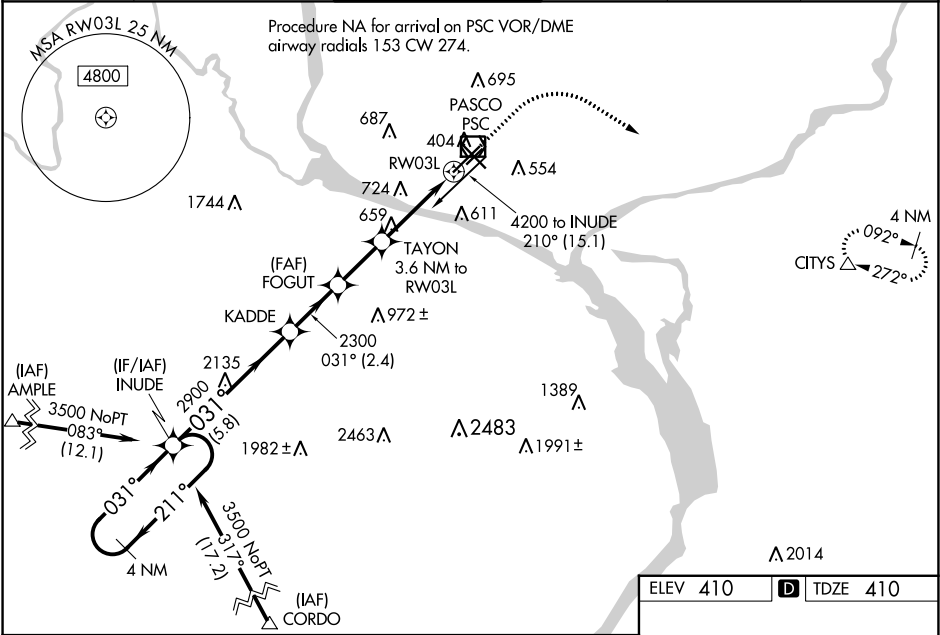 MSA RW03L 25 NM
4800
Procedure NA for arrival on PSC VOR/DME
airway radials 153 CW 274.
695
PASCO
PSC
687
404
RW03L
554
724
1744
611
659
4200 to INUDE
210° (15.1)
TAYON
3.6 NM to
RW03L
4 NM
092°
CITYS
272°
(FAF)
FOGUT
KADDE
972 ±
2300
031° (2.4)
2135
(IF/IAF)
INUDE
(IAF)
AMPLE
3500 NoPT
083°
(12.1)
2900
031°
(5.8)
1389
1982 ±
2463
2483
1991 ±
031°
211°
4 NM
3500 NoPT
317°
(17.2)
(IAF)
CORDO
2014
ELEV 410 D TDZE 410